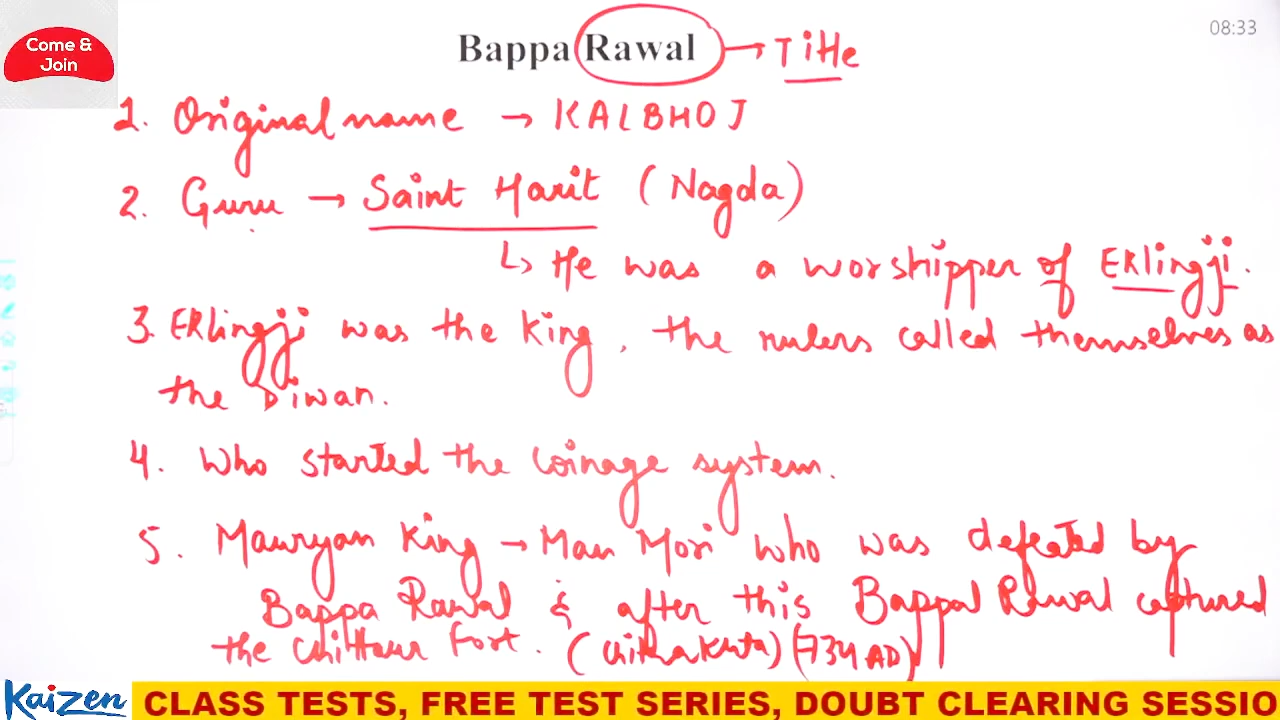 Come &
Join
08:33
Bappa Rawal → Title
1. Original name → KALBHOJ
2. Guru → Saint Harit (Nagda)
↳ He was a worshipper of EKlingji.
3. EKlingji was the King, the rulers called themselves as
the Diwan.
4. Who started the Coinage system.
5. Mauryan King → Man Mori who was defeated by
Bappa Rawal & after this Bappal Rawal captured
the Chittaur Fort. (Chitrakuta) (734 AD)
Kaizen CLASS TESTS, FREE TEST SERIES, DOUBT CLEARING SESSIO